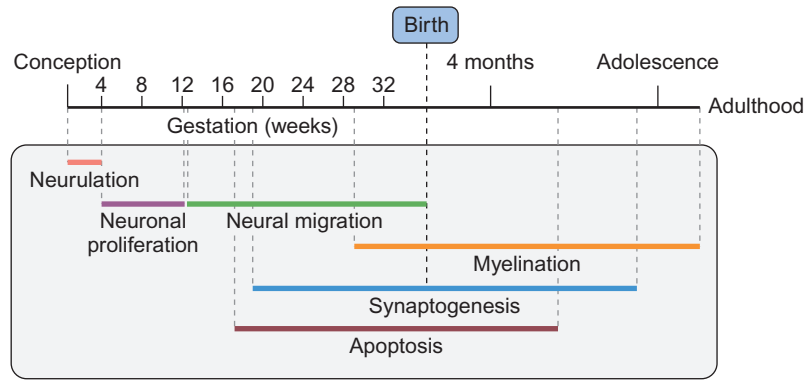 Birth
Conception
4 months
Adolescence
4 8 12 16 20 24 28 32
Adulthood
Gestation (weeks)
Neurulation
Neuronal
proliferation
Neural migration
Myelination
Synaptogenesis
Apoptosis